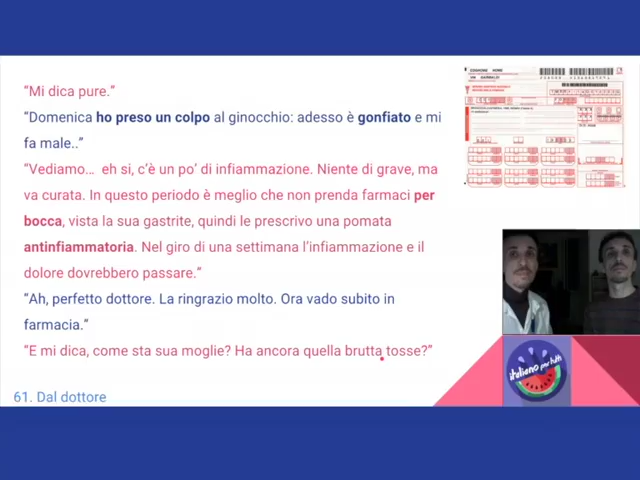 “Mi dica pure.”
“Domenica ho preso un colpo al ginocchio: adesso è gonfiato e mi
fa male..”
“Vediamo…  eh si, c’è un po’ di infiammazione. Niente di grave, ma
va curata. In questo periodo è meglio che non prenda farmaci per
bocca, vista la sua gastrite, quindi le prescrivo una pomata
antinfiammatoria. Nel giro di una settimana l’infiammazione e il
dolore dovrebbero passare.”
“Ah, perfetto dottore. La ringrazio molto. Ora vado subito in
farmacia.“
“E mi dica, come sta sua moglie? Ha ancora quella brutta tosse?”
61. Dal dottore
italiano per tutti